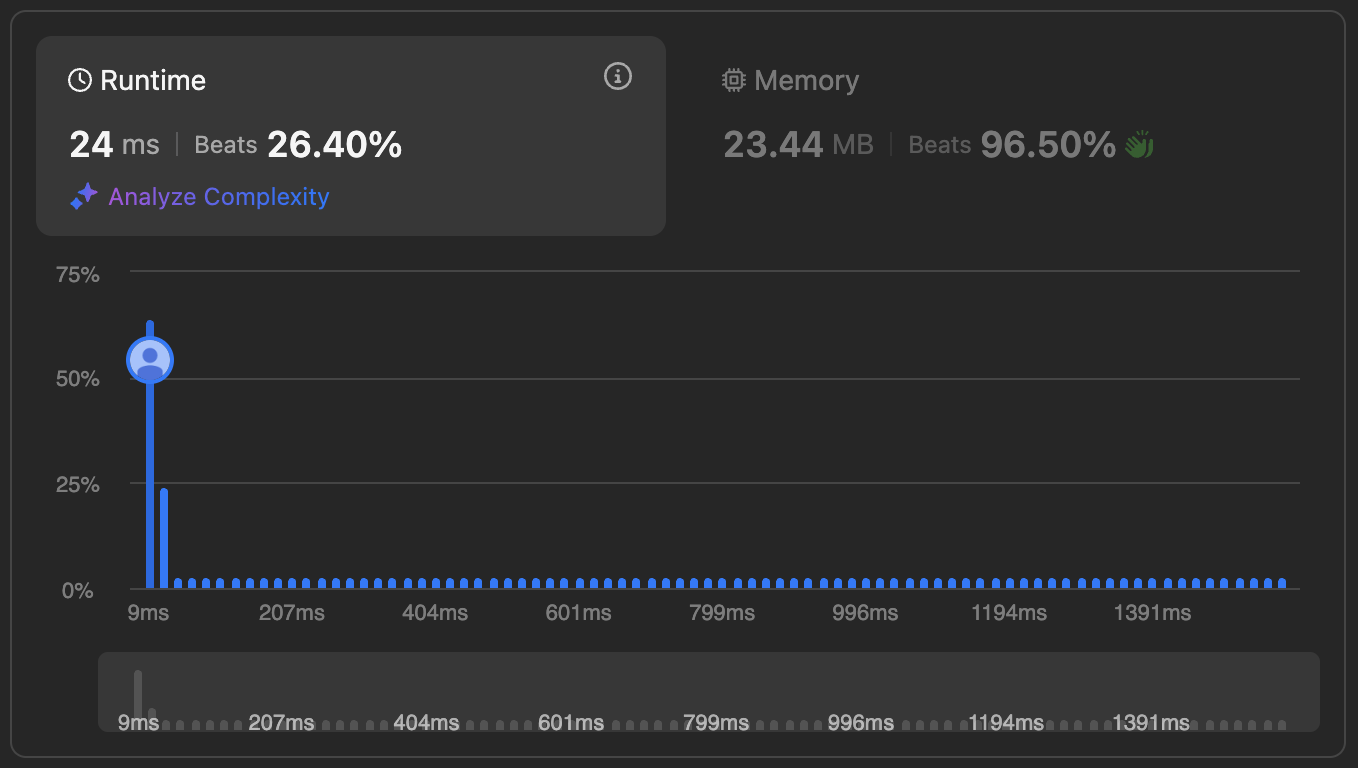 Runtime
24 ms | Beats 26.40%
Analyze Complexity
Memory
23.44 MB | Beats 96.50%
75%
50%
25%
0%
9ms 207ms 404ms 601ms 799ms 996ms 1194ms 1391ms
9ms 207ms 404ms 601ms 799ms 996ms 1194ms 1391ms